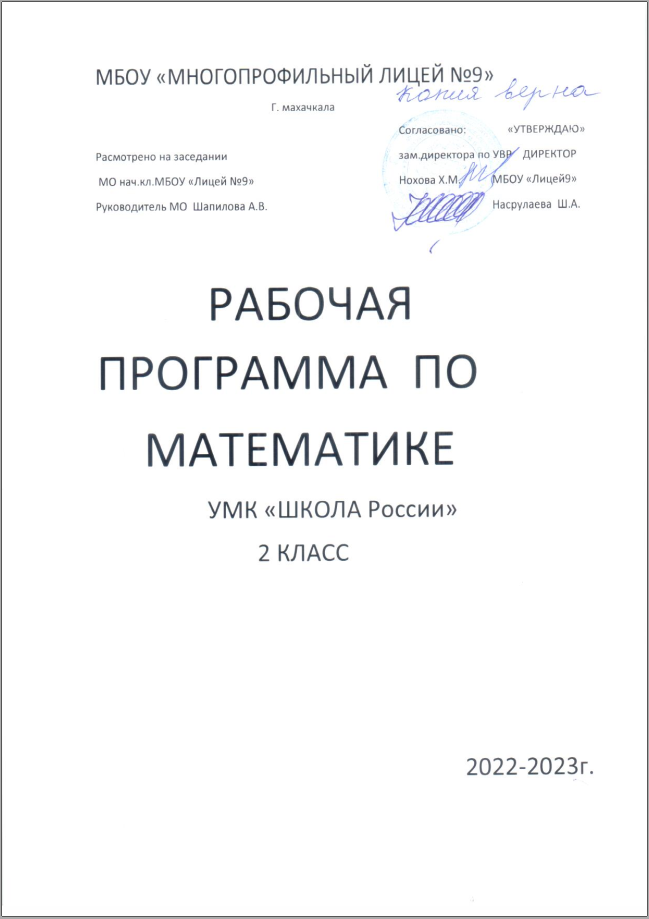 МБОУ «МНОГОПРОФИЛЬНЫЙ ЛИЦЕЙ №9»
Копия верна
Г. махачкала
Согласовано: «УТВЕРЖДАЮ»
Расмотрено на заседании зам.директора по УВР ДИРЕКТОР
МО нач.кл.МБОУ «Лицей №9» Нохова Х.М. МБОУ «Лицей9»
Руководитель МО Шапилова А.В. Насрулаева Ш.А.
РАБОЧАЯ
ПРОГРАММА ПО
МАТЕМАТИКЕ
УМК «ШКОЛА России»
2 КЛАСС
2022-2023г.